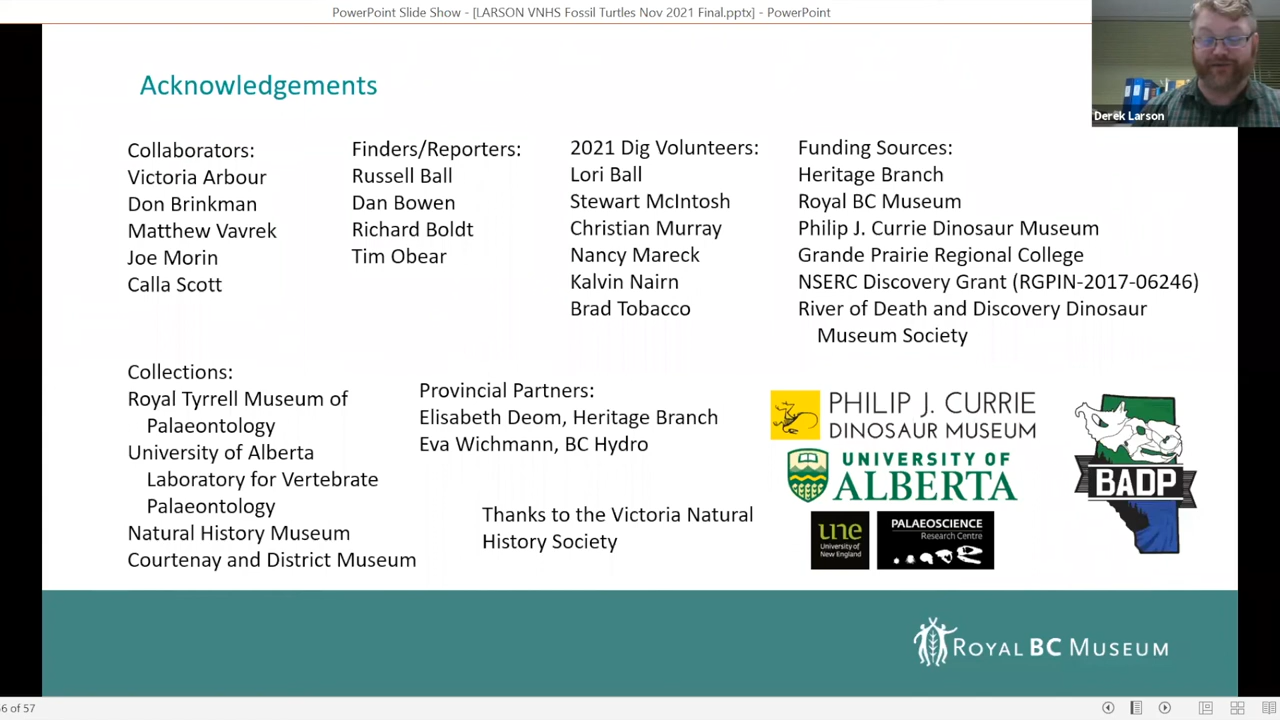 PowerPoint Slide Show - [LARSON VNHS Fossil Turtles Nov 2021 Final.pptx] - PowerPoint
Derek Larson
Acknowledgements
Collaborators:
Victoria Arbour
Don Brinkman
Matthew Vavrek
Joe Morin
Calla Scott
Finders/Reporters:
Russell Ball
Dan Bowen
Richard Boldt
Tim Obear
2021 Dig Volunteers:
Lori Ball
Stewart McIntosh
Christian Murray
Nancy Mareck
Kalvin Nairn
Brad Tobacco
Funding Sources:
Heritage Branch
Royal BC Museum
Philip J. Currie Dinosaur Museum
Grande Prairie Regional College
NSERC Discovery Grant (RGPIN-2017-06246)
River of Death and Discovery Dinosaur
Museum Society
Collections:
Royal Tyrrell Museum of
Palaeontology
University of Alberta
Laboratory for Vertebrate
Palaeontology
Natural History Museum
Courtenay and District Museum
Provincial Partners:
Elisabeth Deom, Heritage Branch
Eva Wichmann, BC Hydro
Thanks to the Victoria Natural
History Society
PHILIP J. CURRIE
DINOSAUR MUSEUM
UNIVERSITY OF
ALBERTA
une
University of
New England
PALAEOSCIENCE
Research Centre
BADP
ROYAL BC MUSEUM
6 of 57